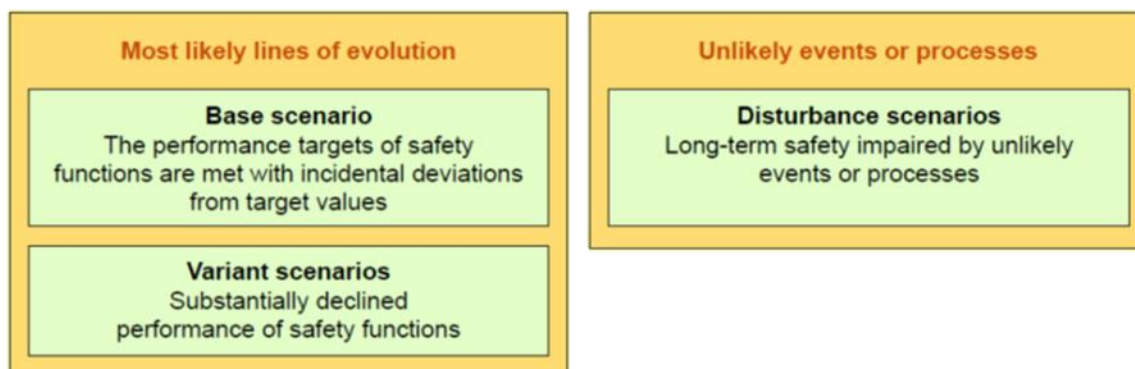 Most likely lines of evolution
Base scenario
The performance targets of safety
functions are met with incidental deviations
from target values
Variant scenarios
Substantially declined
performance of safety functions
Unlikely events or processes
Disturbance scenarios
Long-term safety impaired by unlikely
events or processes